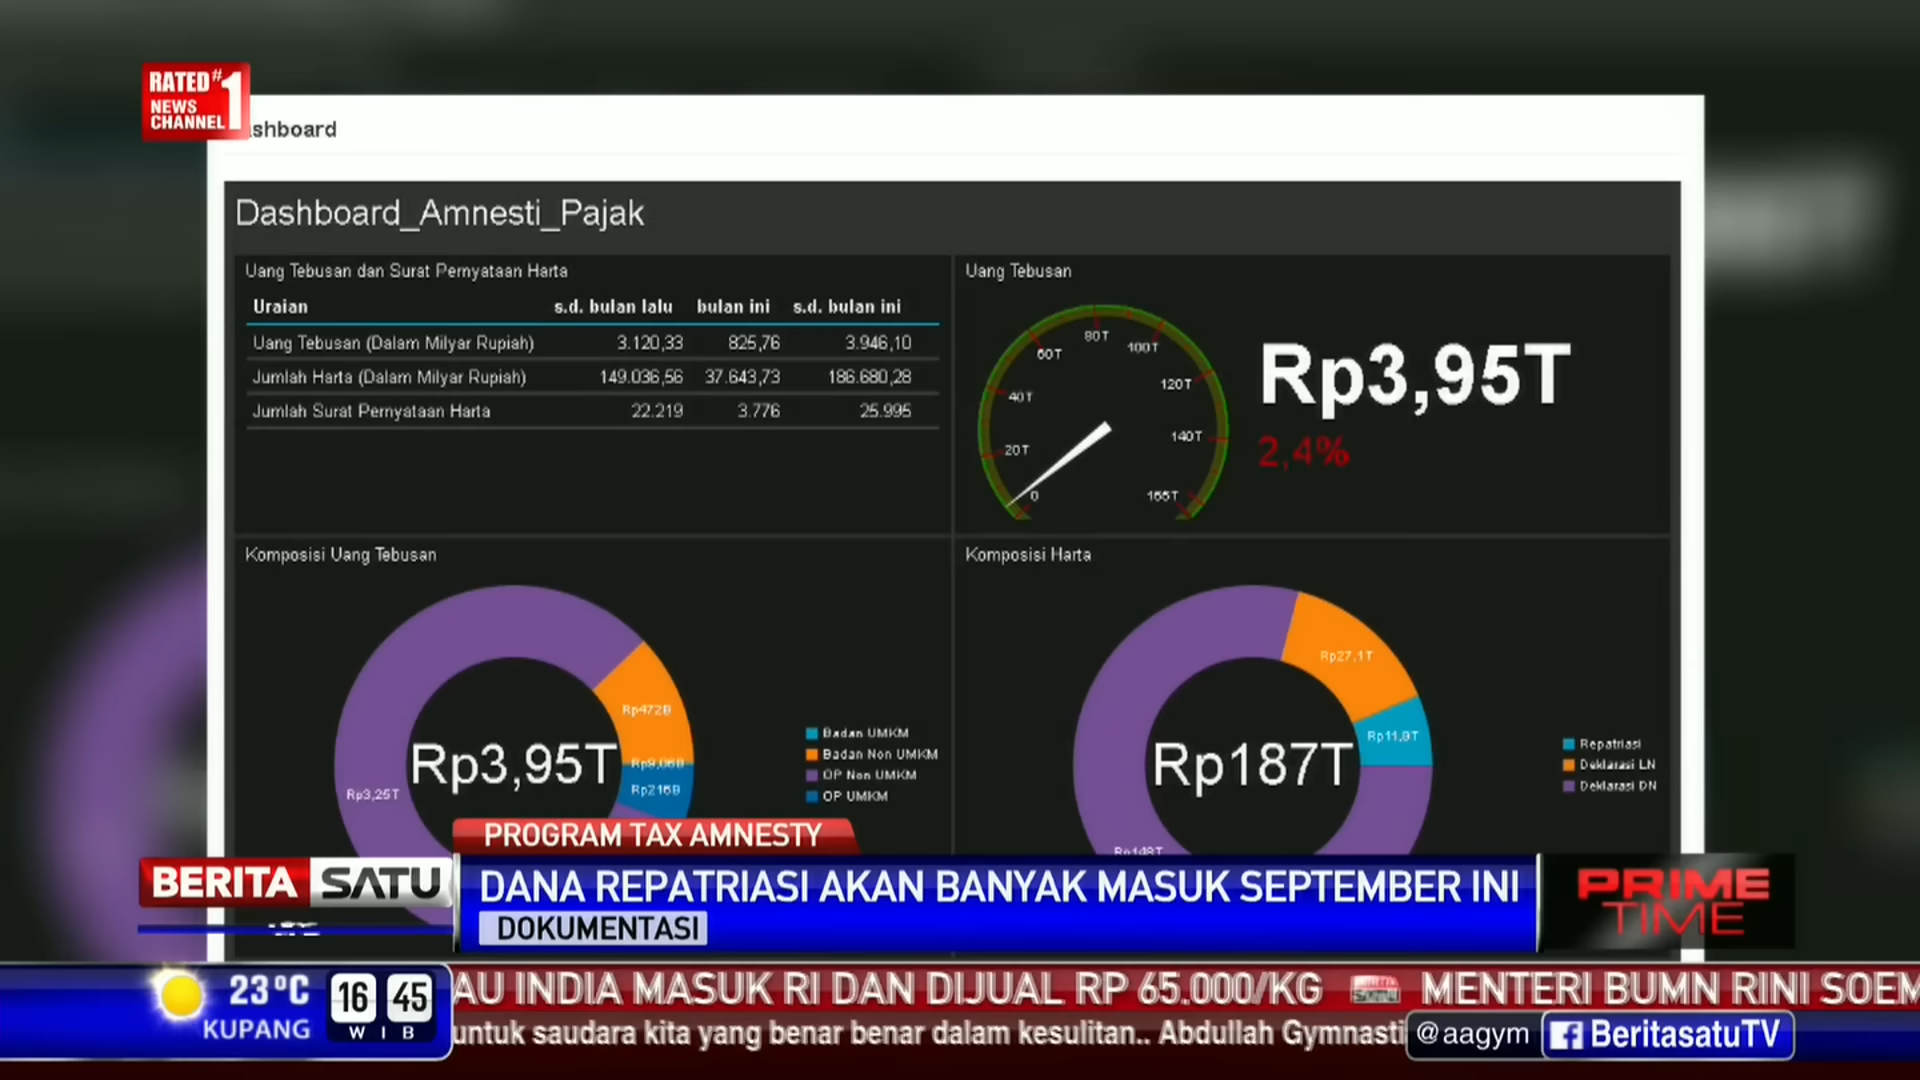 RATED #1
NEWS
CHANNEL
shboard
Dashboard_Amnesti_Pajak
Uang Tebusan dan Surat Pernyataan Harta
Uraian s.d. bulan lalu bulan ini s.d. bulan ini
Uang Tebusan (Dalam Milyar Rupiah) 3.120,33 825,76 3.946,10
Jumlah Harta (Dalam Milyar Rupiah) 149.036,56 37.643,73 186.680,28
Jumlah Surat Pernyataan Harta 22.219 3.776 25.995
Uang Tebusan
0
20T
40T
60T
80T
100T
120T
140T
165T
Rp3,95T
2,4%
Komposisi Uang Tebusan
Rp472B
Rp9,06B
Rp216B
Rp3,25T
Rp3,95T
Badan UMKM
Badan Non UMKM
OP Non UMKM
OP UMKM
Komposisi Harta
Rp27,1T
Rp11,9T
Rp148T
Rp187T
Repatriasi
Deklarasi LN
Deklarasi DN
PROGRAM TAX AMNESTY
BERITA SATU
DANA REPATRIASI AKAN BANYAK MASUK SEPTEMBER INI
DOKUMENTASI
PRIME
TIME
23°C
KUPANG
16 45
WIB
AU INDIA MASUK RI DAN DIJUAL RP 65.000/KG
MENTERI BUMN RINI SOEM
untuk saudara kita yang benar benar dalam kesulitan.. Abdullah Gymnasti
@aagym
BeritasatuTV